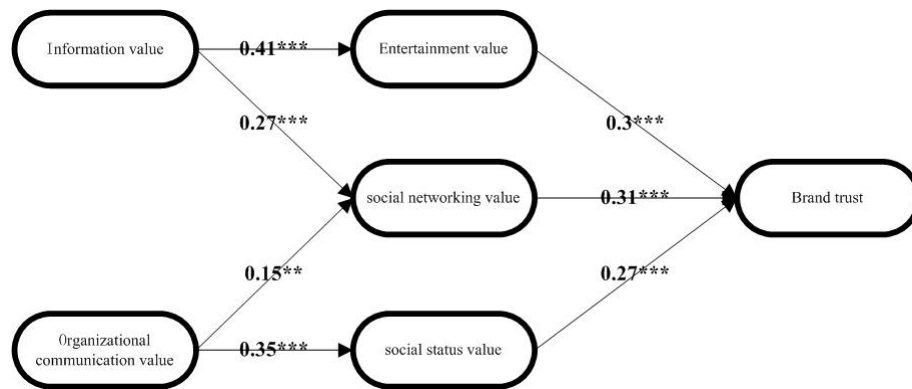 Information value
0.41***
Entertainment value
0.27***
0.3***
social networking value
0.31***
Brand trust
0.15**
0.27***
Organizational
communication value
0.35***
social status value